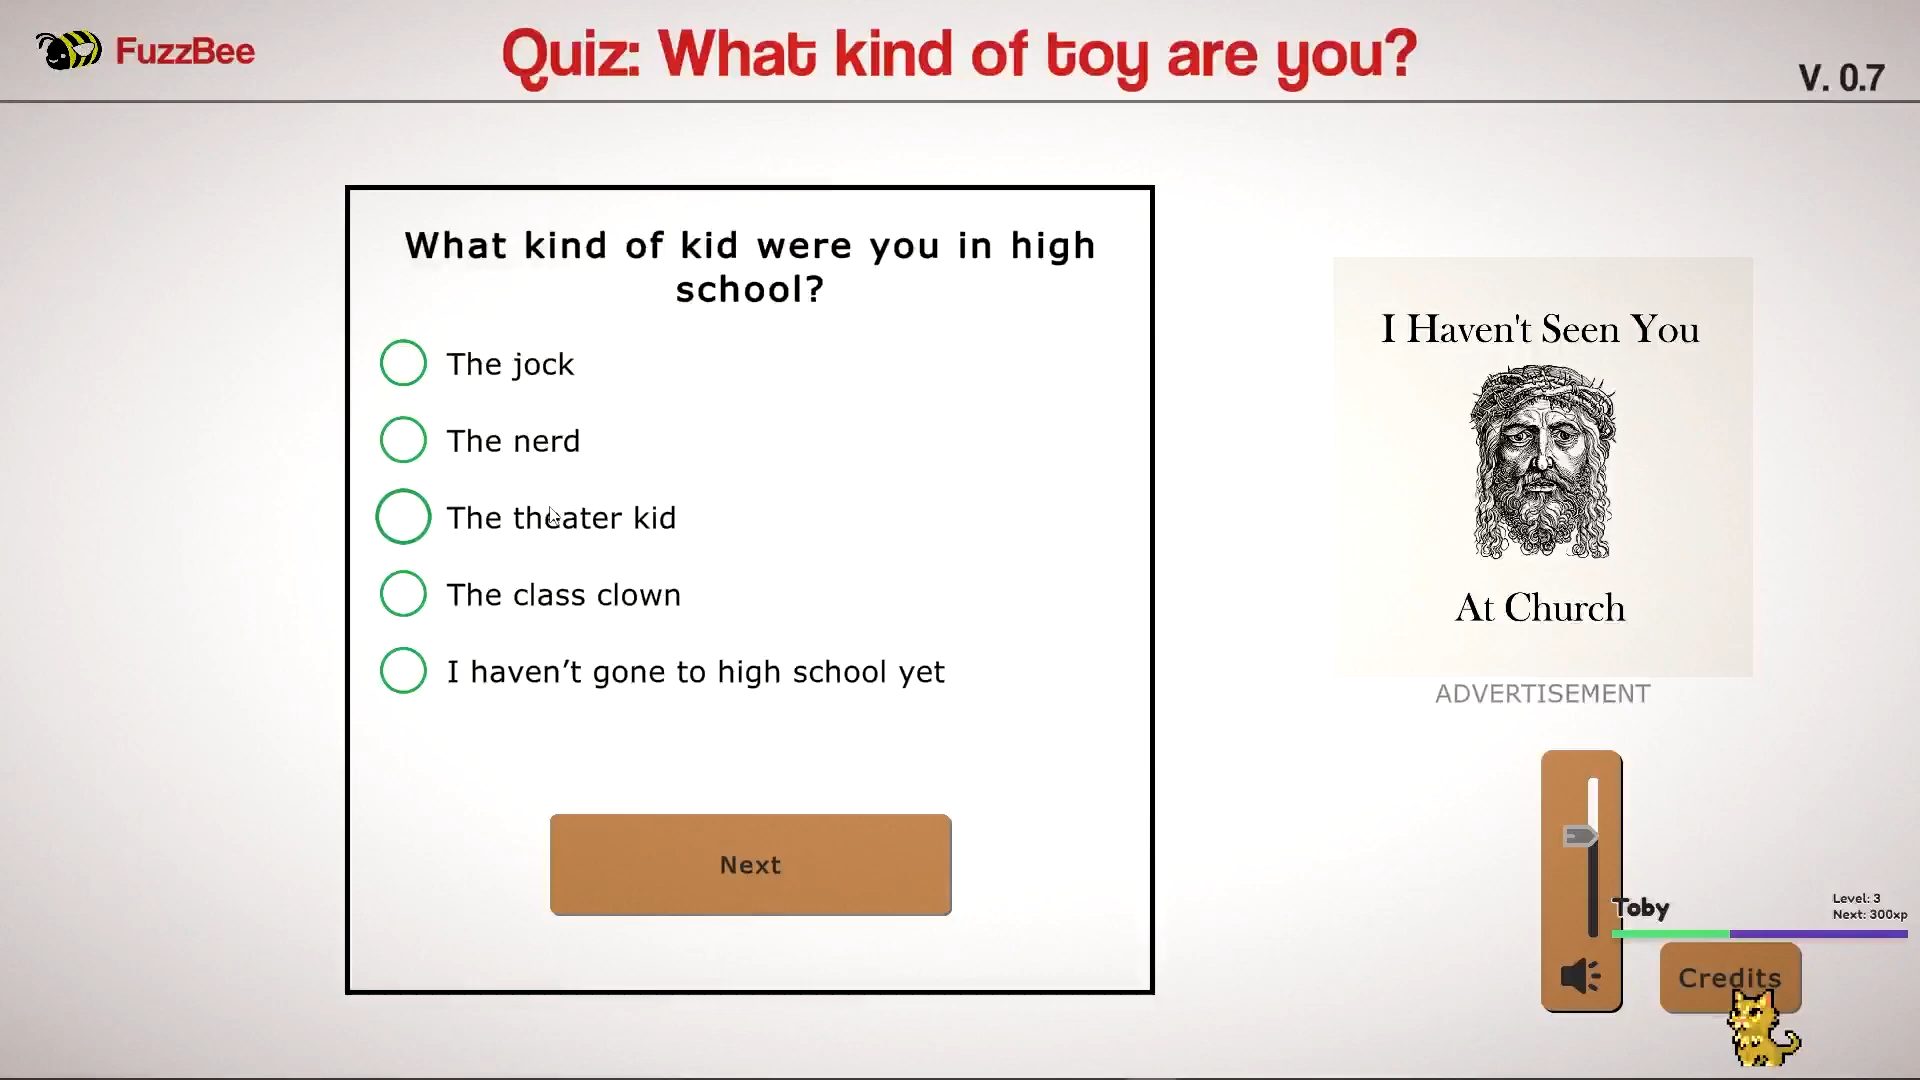 FuzzBee
Quiz: What kind of toy are you?
V. 0.7
What kind of kid were you in high
school?
The jock
The nerd
The theater kid
The class clown
I haven’t gone to high school yet
Next
I Haven't Seen You
At Church
ADVERTISEMENT
Toby
Level: 3
Next: 300xp
Credits